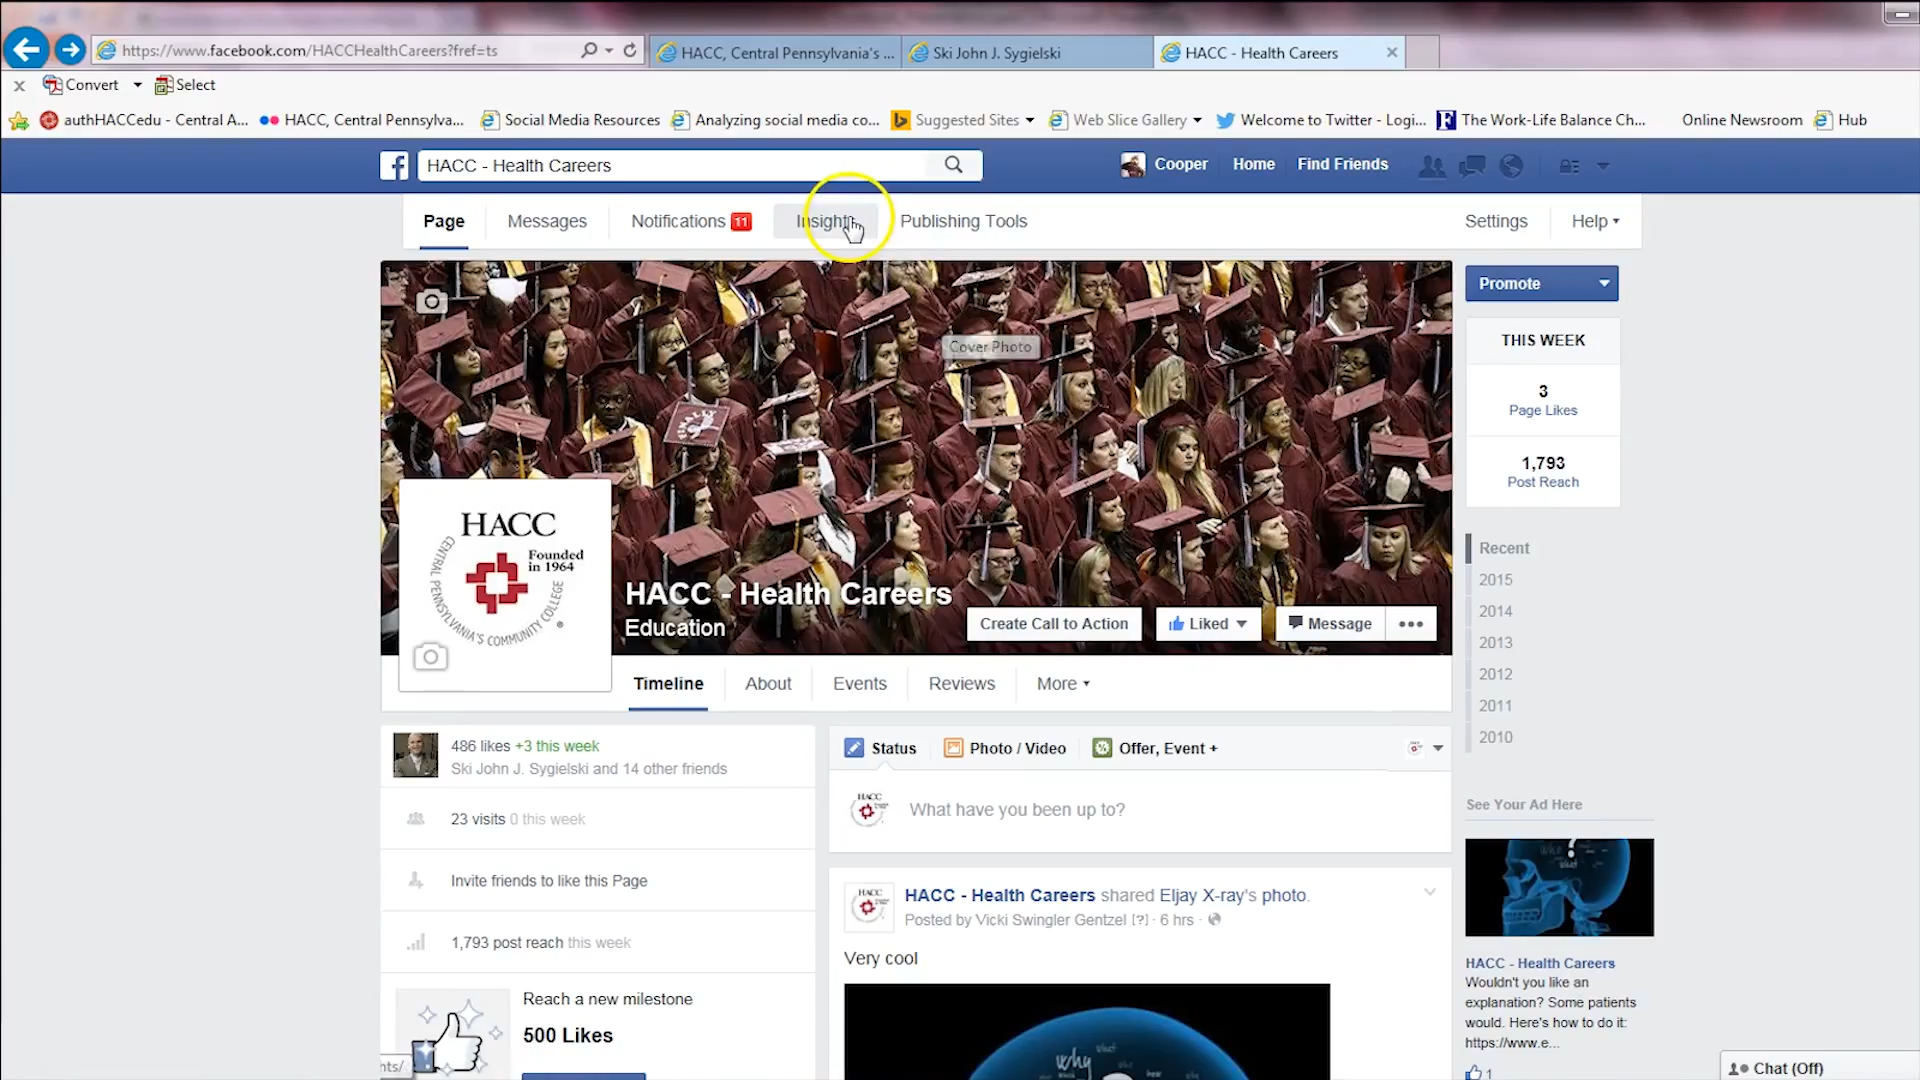 https://www.facebook.com/HACCHealthCareers?fref=ts
HACC, Central Pennsylvania's ...
Ski John J. Sygielski
HACC - Health Careers
Convert
Select
authHACCedu - Central A...
HACC, Central Pennsylva...
Social Media Resources
Analyzing social media co...
Suggested Sites
Web Slice Gallery
Welcome to Twitter - Logi...
The Work-Life Balance Ch...
Online Newsroom
Hub
HACC - Health Careers
Cooper
Home
Find Friends
Page
Messages
Notifications 11
Insights
Publishing Tools
Settings
Help
Promote
Cover Photo
THIS WEEK
3
Page Likes
1,793
Post Reach
HACC
Founded
in 1964
CENTRAL PENNSYLVANIA'S COMMUNITY COLLEGE
HACC - Health Careers
Education
Create Call to Action
Liked
Message
Recent
2015
2014
2013
2012
2011
2010
Timeline
About
Events
Reviews
More
486 likes +3 this week
Ski John J. Sygielski and 14 other friends
23 visits 0 this week
Invite friends to like this Page
1,793 post reach this week
Reach a new milestone
500 Likes
nts/
Status
Photo / Video
Offer, Event +
HACC
What have you been up to?
HACC
HACC - Health Careers shared Eljay X-ray's photo.
Posted by Vicki Swingler Gentzel [?] · 6 hrs ·
Very cool
why
what
See Your Ad Here
who
?
what
HACC - Health Careers
Wouldn't you like an
explanation? Some patients
would. Here's how to do it:
https://www.e...
1
Chat (Off)